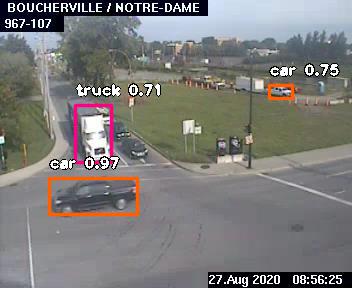 BOUCHERVILLE / NOTRE-DAME
967-107
car 0.75
truck 0.71
car 0.97
27.Aug 2020 08:56:25